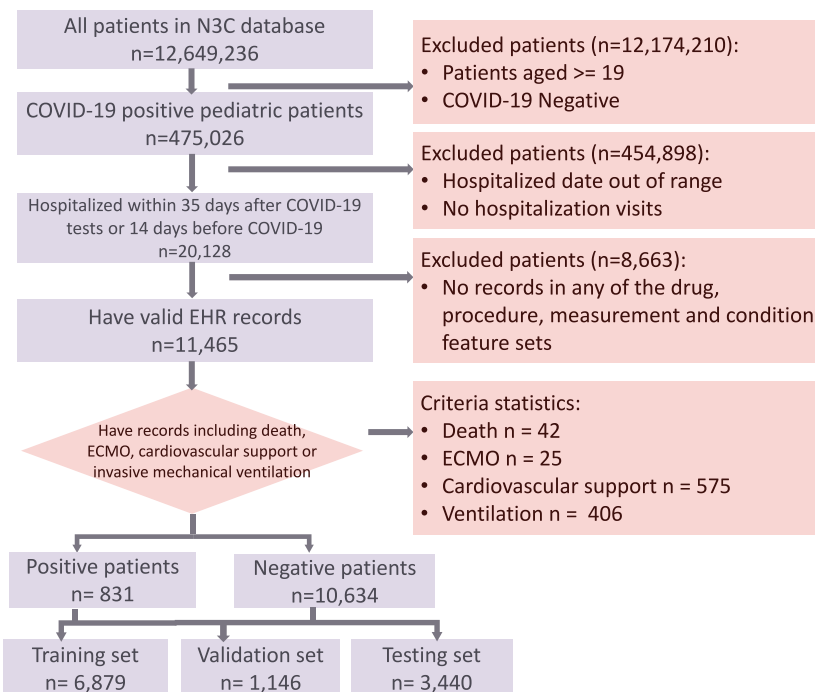 All patients in N3C database
n=12,649,236
Excluded patients (n=12,174,210):
• Patients aged >= 19
• COVID-19 Negative
COVID-19 positive pediatric patients
n=475,026
Excluded patients (n=454,898):
• Hospitalized date out of range
• No hospitalization visits
Hospitalized within 35 days after COVID-19
tests or 14 days before COVID-19
n=20,128
Excluded patients (n=8,663):
• No records in any of the drug,
procedure, measurement and condition
feature sets
Have valid EHR records
n=11,465
Have records including death,
ECMO, cardiovascular support or
invasive mechanical ventilation
Criteria statistics:
• Death n = 42
• ECMO n = 25
• Cardiovascular support n = 575
• Ventilation n =  406
Positive patients
n= 831
Negative patients
n=10,634
Training set
n= 6,879
Validation set
n= 1,146
Testing set
n= 3,440